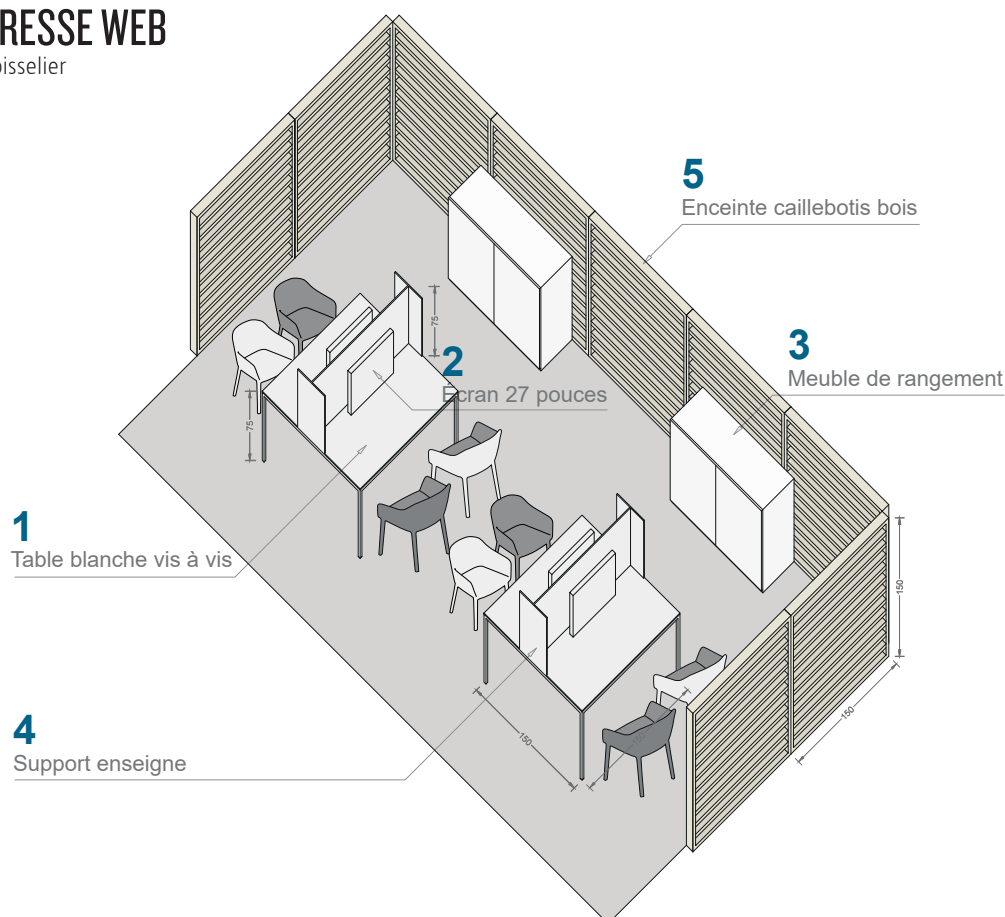 RESSE WEB
oisselier
5
Enceinte caillebotis bois
3
Meuble de rangement
75
2
Ecran 27 pouces
75
1
Table blanche vis à vis
150
4
Support enseigne
150
150
150